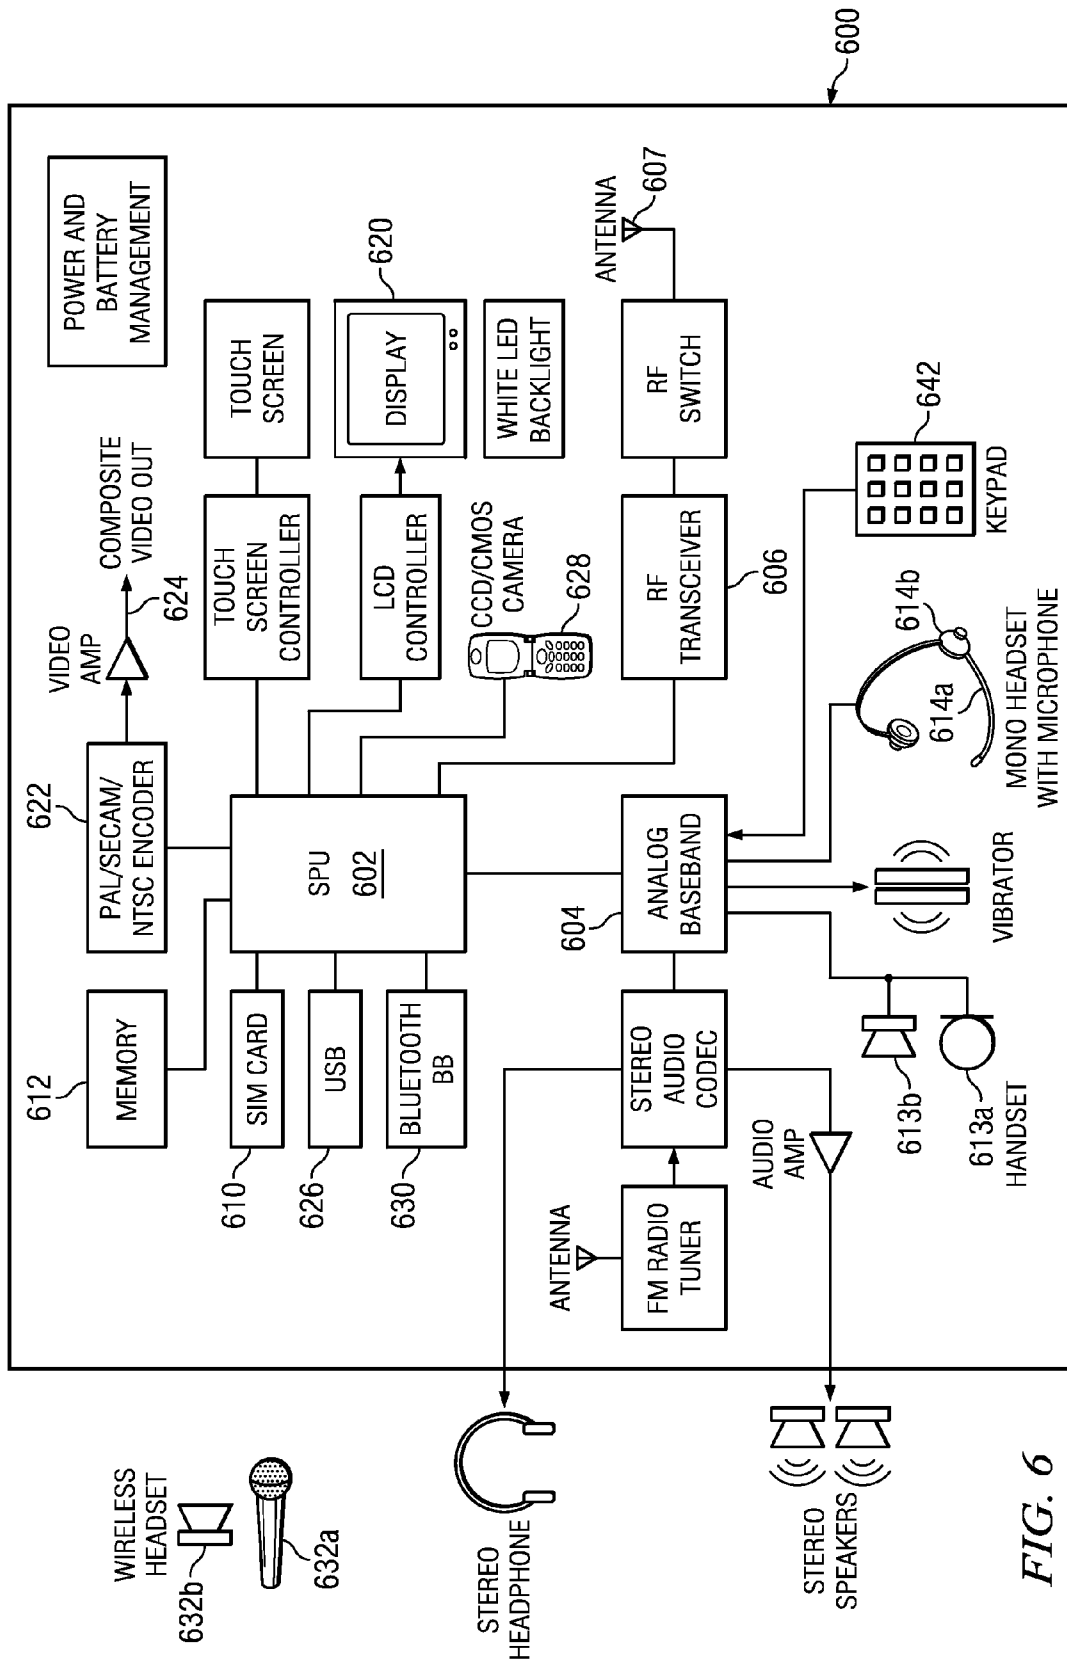 600
POWER AND
BATTERY
MANAGEMENT
COMPOSITE
VIDEO OUT
624
VIDEO
AMP
622
PAL/SECAM/
NTSC ENCODER
612
MEMORY
TOUCH
SCREEN
TOUCH
SCREEN
CONTROLLER
620
DISPLAY
LCD
CONTROLLER
WHITE LED
BACKLIGHT
CCD/CMOS
CAMERA
628
SPU
602
SIM CARD
610
USB
626
BLUETOOTH
BB
630
ANTENNA
607
RF
SWITCH
RF
TRANSCEIVER
606
ANALOG
BASEBAND
604
STEREO
AUDIO
CODEC
ANTENNA
FM RADIO
TUNER
AUDIO
AMP
642
KEYPAD
614b
614a
MONO HEADSET
WITH MICROPHONE
VIBRATOR
613b
613a
HANDSET
WIRELESS
HEADSET
632b
632a
STEREO
HEADPHONE
STEREO
SPEAKERS
FIG. 6